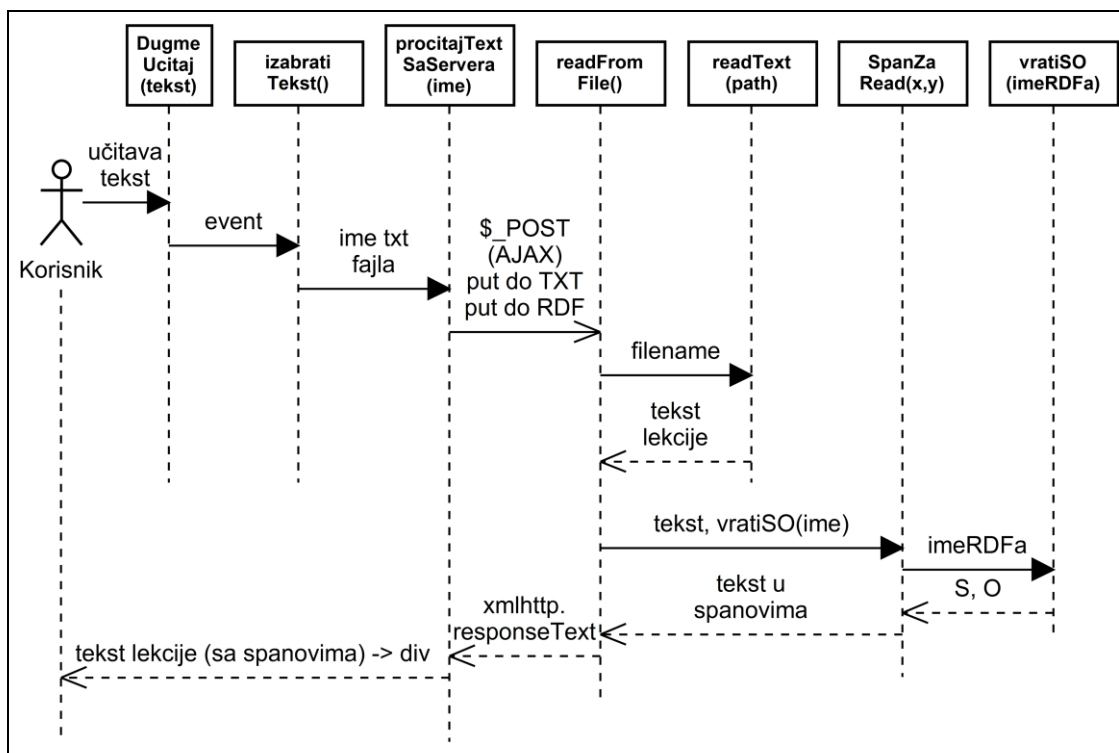 Dugme
Ucitaj
(tekst)
izabrati
Tekst()
procitajText
SaServera
(ime)
readFrom
File()
readText
(path)
SpanZa
Read(x,y)
vratiSO
(imeRDFa)
učitava
tekst
Korisnik
event
ime txt
fajla
$_POST
(AJAX)
put do TXT
put do RDF
filename
tekst
lekcije
tekst, vratiSO(ime)
imeRDFa
S, O
tekst u
spanovima
xmlhttp.
responseText
tekst lekcije (sa spanovima) -> div